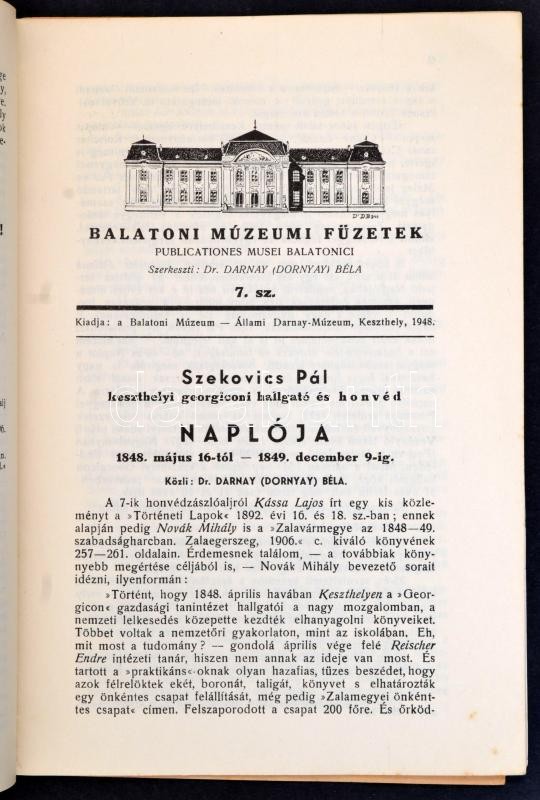 BALATONI MÚZEUMI FÜZETEK
PUBLICATIONES MUSEI BALATONICI
Szerkeszti: Dr. DARNAY (DORNYAY) BÉLA
7. sz.
Kiadja: a Balatoni Múzeum — Állami Darnay-Múzeum, Keszthely, 1948.
Szekovics Pál
keszthelyi georgiconi hallgató és honvéd
NAPLÓJA
1848. május 16-tól — 1849. december 9-ig.
Közli: Dr. DARNAY (DORNYAY) BÉLA.
A 7-ik honvédzászlóaljról Kássa Lajos írt egy kis közle-
ményt a »Történeti Lapok« 1892. évi 16. és 18. sz.-ban; ennek
alapján pedig Novák Mihály is a »Zalavármegye az 1848—49.
szabadságharcban. Zalaegerszeg, 1906.« c. kiváló könyvének
257—261. oldalain. Érdemesnek találom, — a továbbiak köny-
nyebb megértése céljából is, — Novák Mihály bevezető sorait
idézni, ilyenformán:
»Történt, hogy 1848. április havában Keszthelyen a »Geor-
gicon« gazdasági tanintézet hallgatói a nagy mozgalomban, a
nemzeti lelkesedés közepette kezdték elhanyagolni könyveiket.
Többet voltak a nemzetőri gyakorlaton, mint az iskolában. Eh,
mit most a tudomány? — gondolá április vége felé Reischer
Endre intézeti tanár, hiszen nem annak az ideje van most. És
tartott a »praktikáns«-oknak olyan hazafias, tüzes beszédet, hogy
azok félrelöktek ekét, boronát, taligát, könyvet s elhatározták
egy önkéntes csapat felállítását, még pedig »Zalamegyei önként-
tes csapat« címen. Felszaporodott a csapat 200 főre. És őrköd-